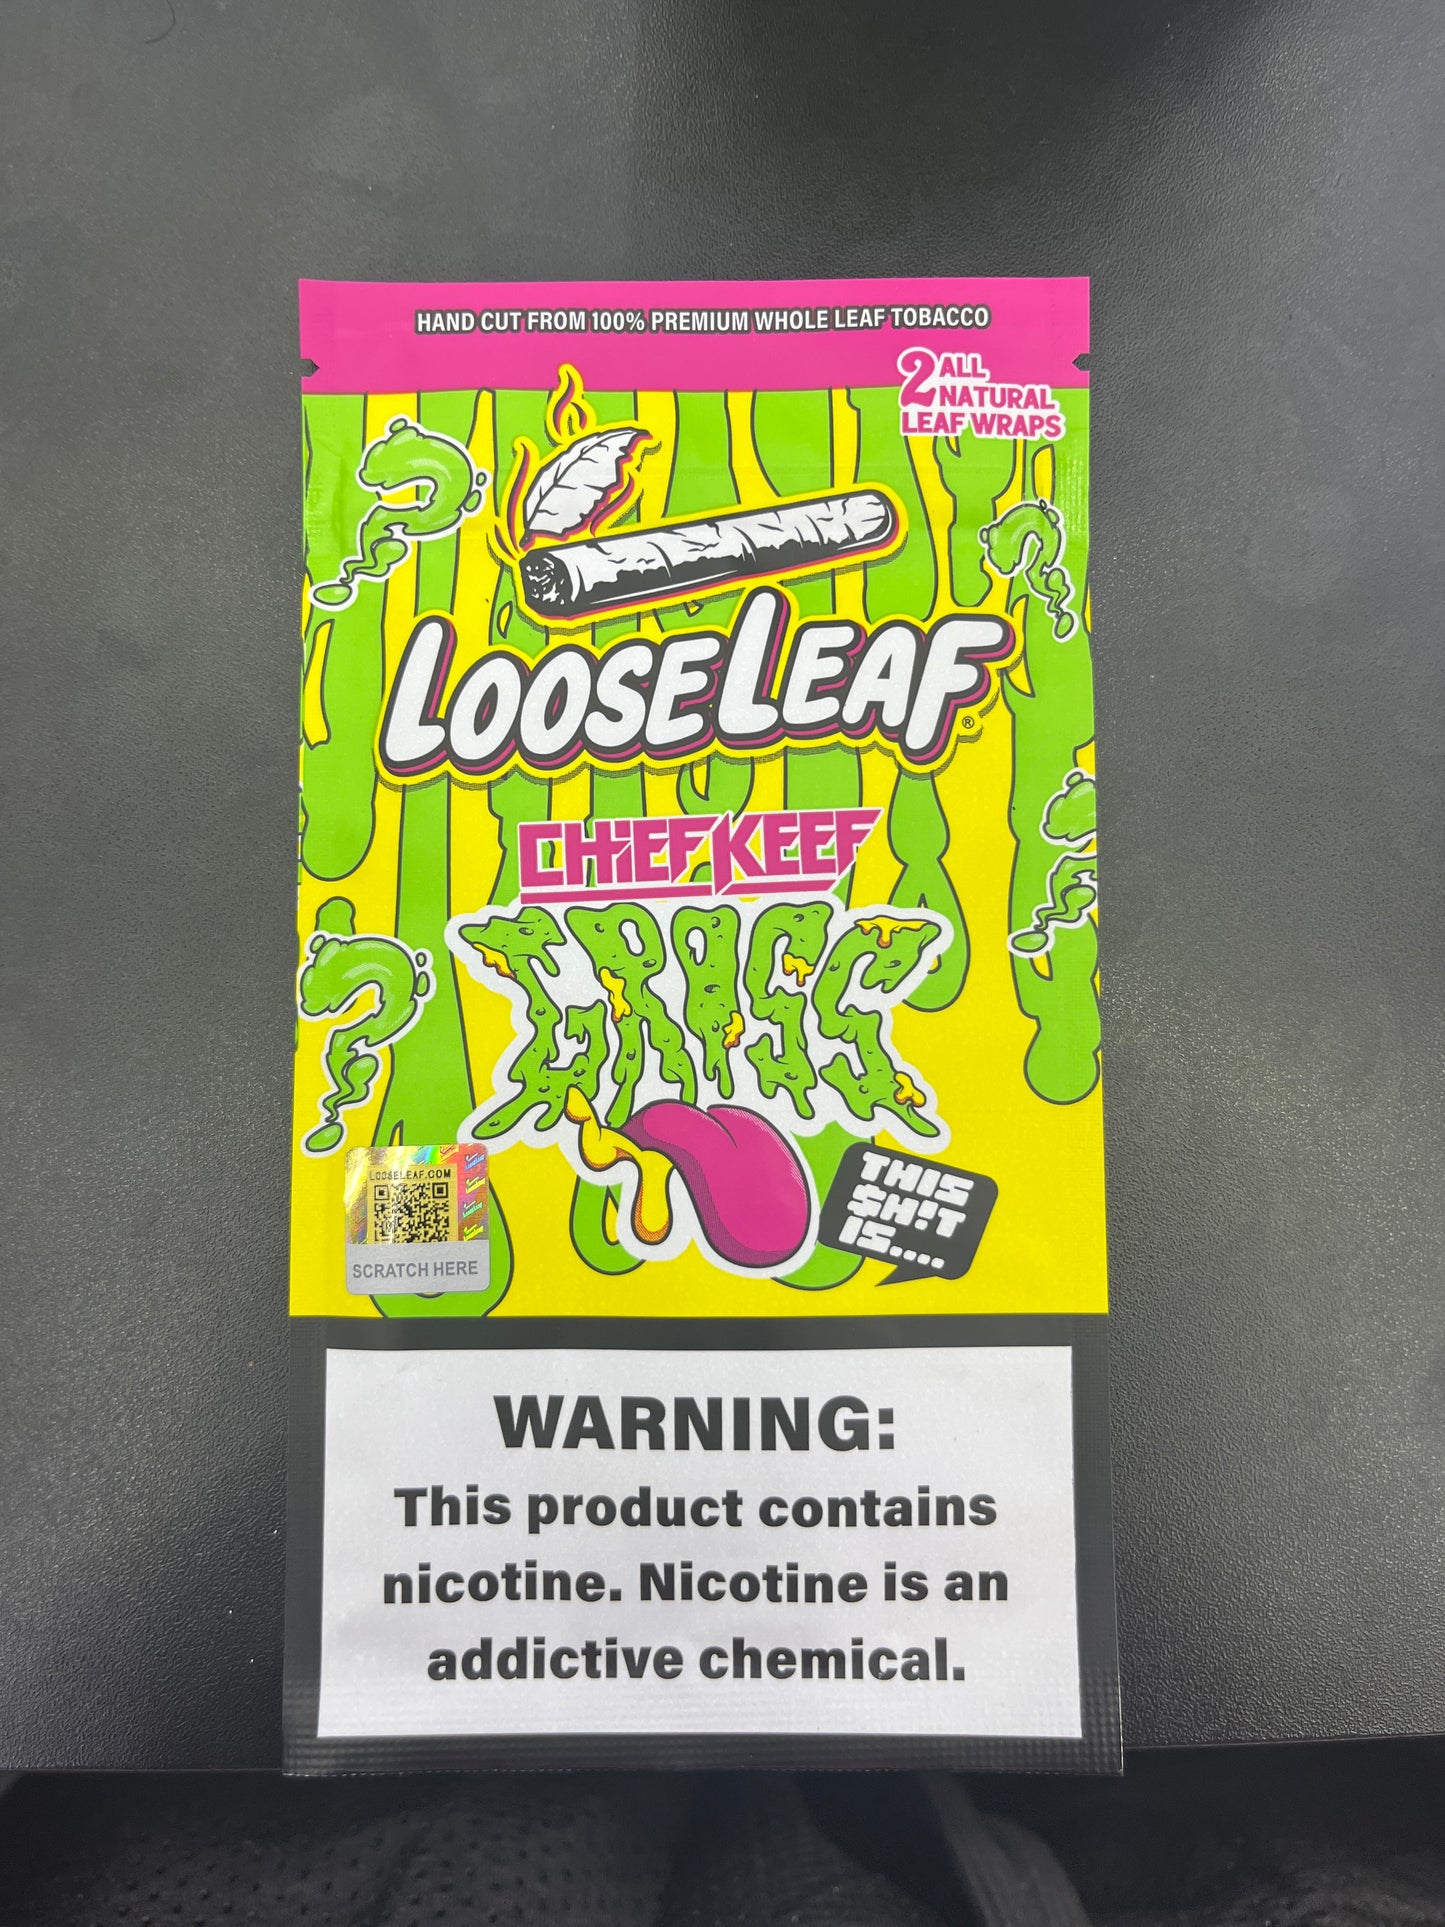 HAND CUT FROM 100% PREMIUM WHOLE LEAF TOBACCO
2 ALL
NATURAL
LEAF WRAPS
LOOSELEAF®
CHIEF KEEF
GROSS
THIS
$H!T
IS....
LOOSELEAF.COM
SCRATCH HERE
WARNING:
This product contains
nicotine. Nicotine is an
addictive chemical.